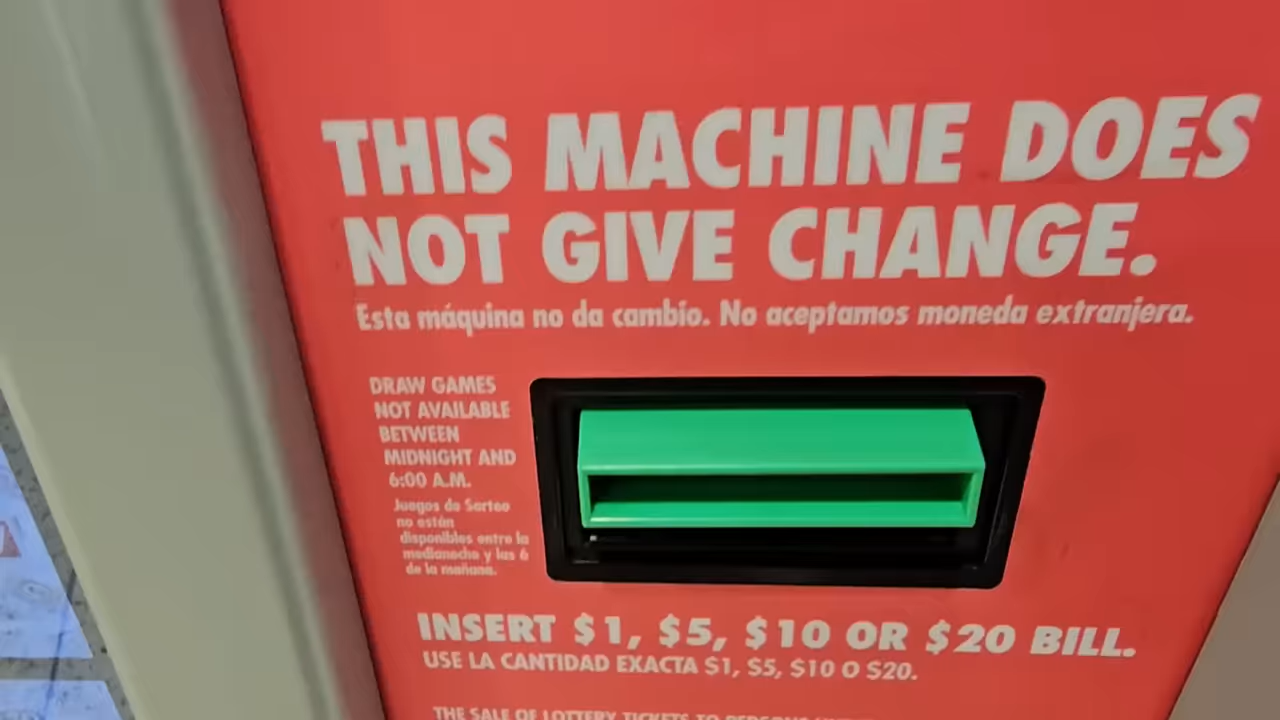 THIS MACHINE DOES
NOT GIVE CHANGE.
Esta máquina no da cambio. No aceptamos moneda extranjera.
DRAW GAMES
NOT AVAILABLE
BETWEEN
MIDNIGHT AND
6:00 A.M.
Juegos de Sorteo
no están
disponibles entre la
medianoche y las 6
de la mañana.
INSERT $1, $5, $10 OR $20 BILL.
USE LA CANTIDAD EXACTA $1, $5, $10 O $20.
THE SALE OF LOTTERY TICKETS TO PERSONS